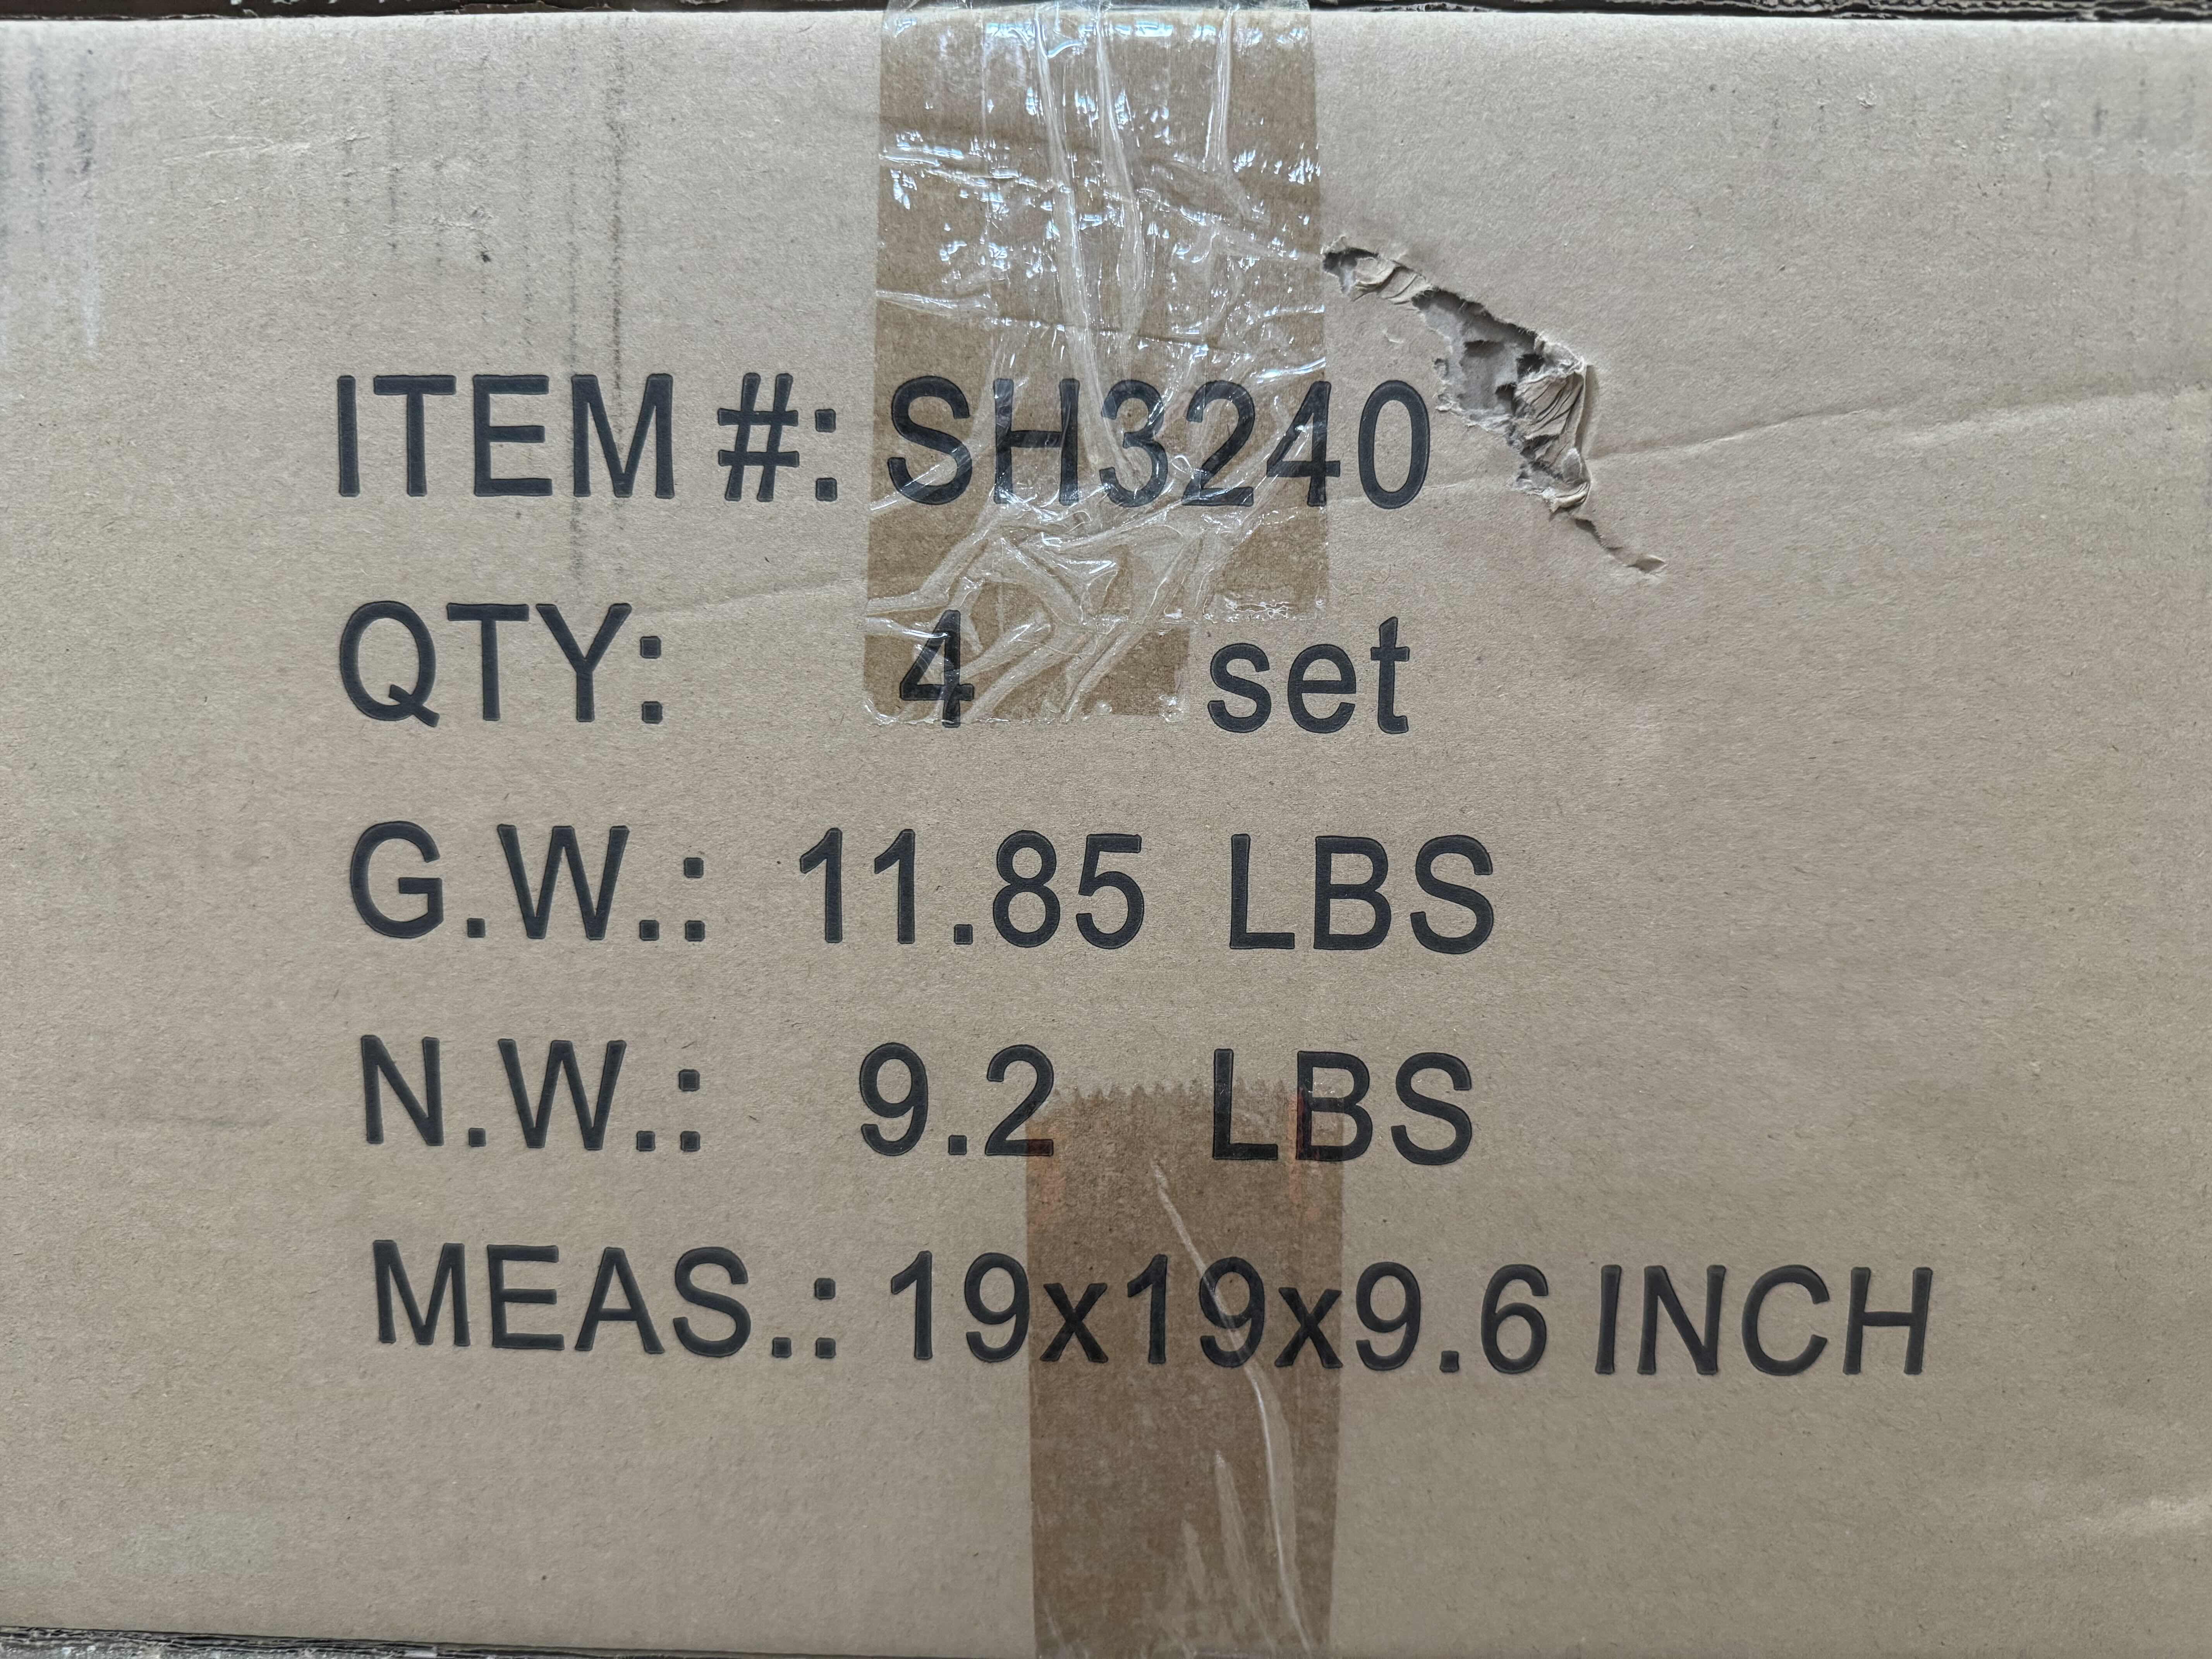 ITEM #: SH3240
QTY: 4 set
G.W.: 11.85 LBS
N.W.: 9.2 LBS
MEAS.: 19x19x9.6 INCH